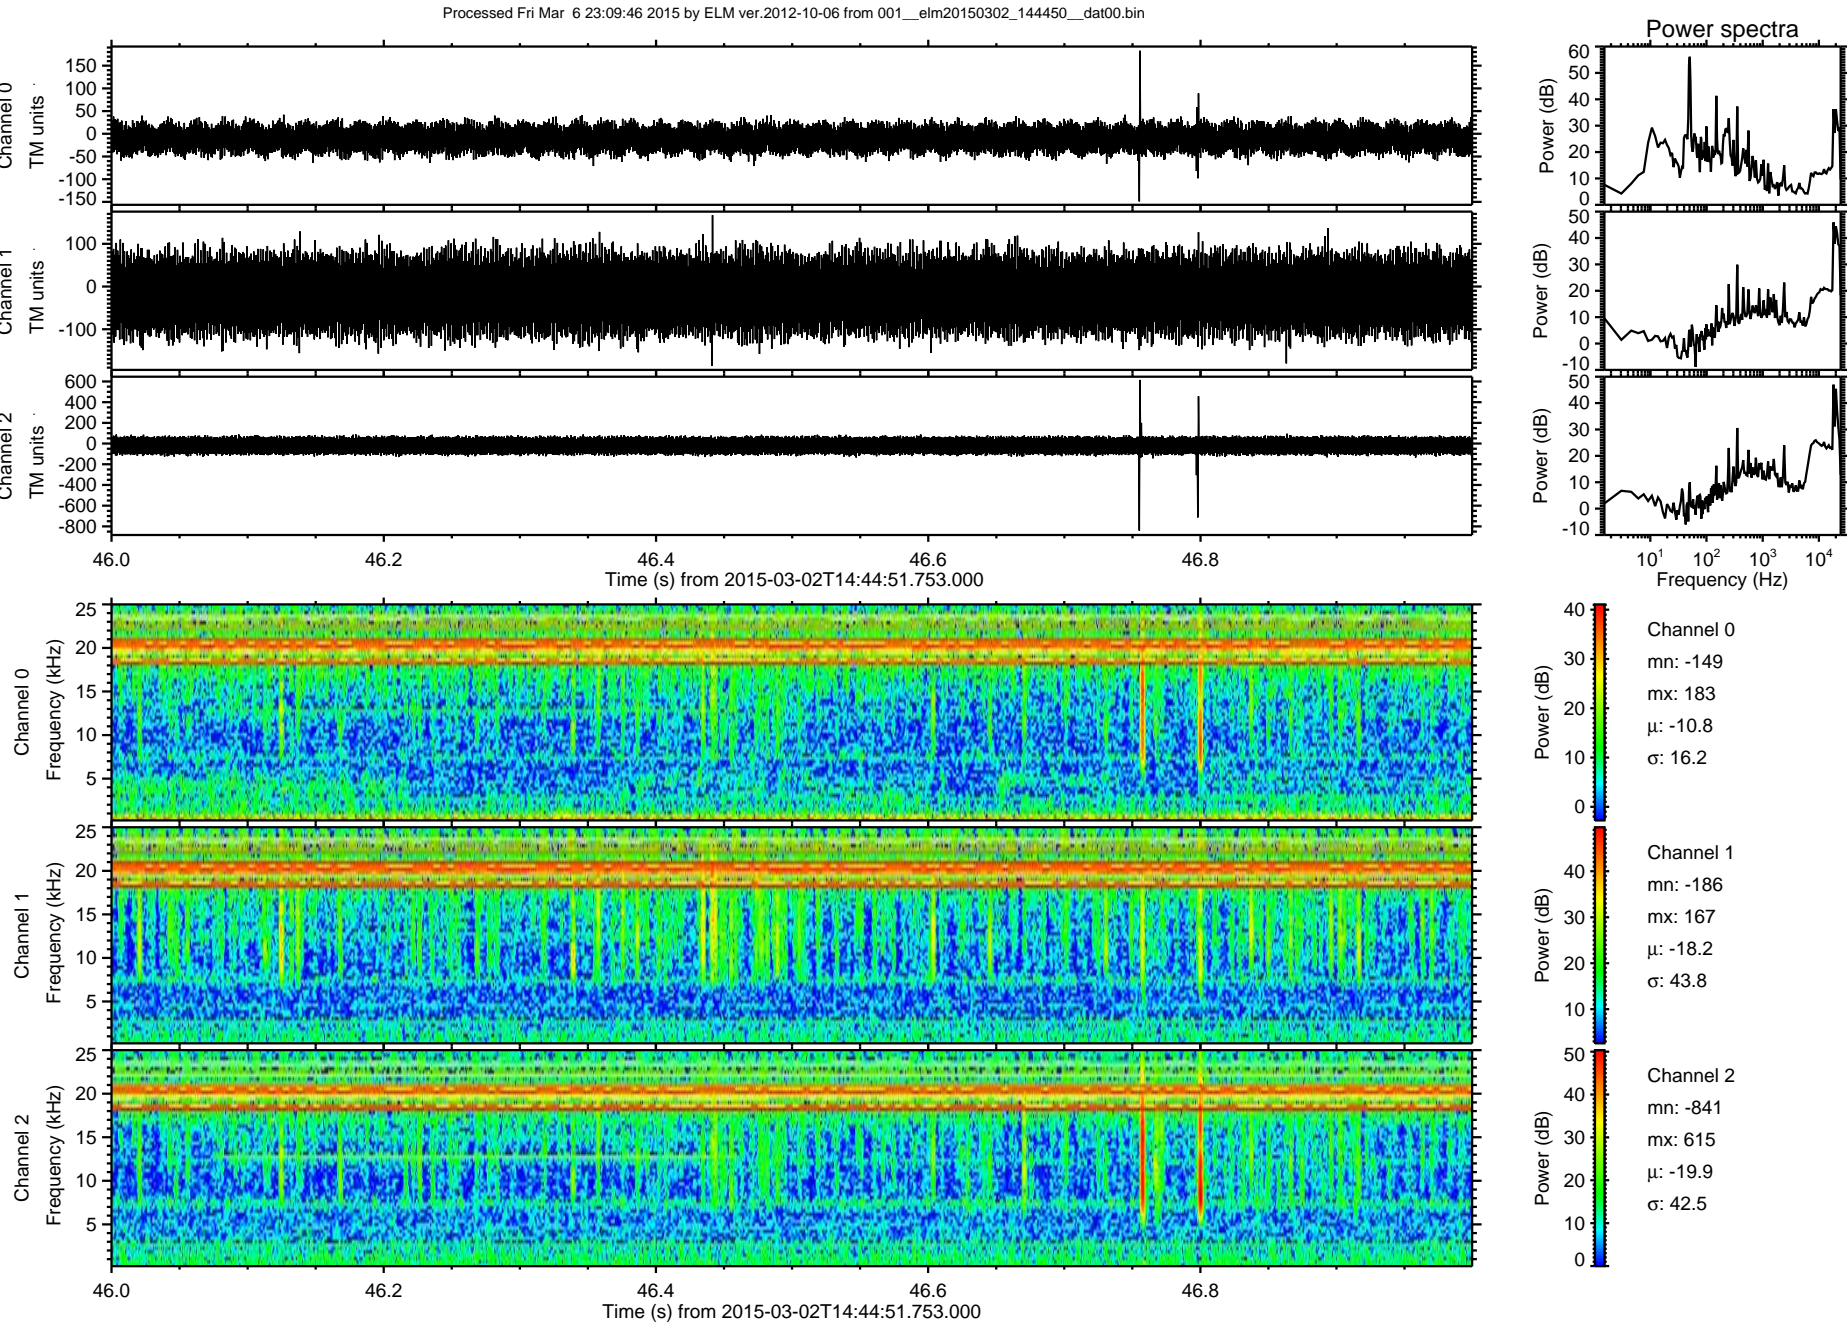 Processed Fri Mar  6 23:09:46 2015 by ELM ver.2012-10-06 from 001__elm20150302_144450__dat00.bin
Power spectra
Channel 0
TM units
150
100
50
0
-50
-100
-150
Power (dB)
60
50
40
30
20
10
0
Channel 1
TM units
100
0
-100
Power (dB)
50
40
30
20
10
0
-10
Channel 2
TM units
600
400
200
0
-200
-400
-600
-800
Power (dB)
50
40
30
20
10
0
-10
46.0 46.2 46.4 46.6 46.8
Time (s) from 2015-03-02T14:44:51.753.000
10¹ 10² 10³ 10⁴
Frequency (Hz)
Channel 0
Frequency (kHz)
25
20
15
10
5
Power (dB)
40
30
20
10
0
Channel 0
mn: -149
mx: 183
μ: -10.8
σ: 16.2
Channel 1
Frequency (kHz)
25
20
15
10
5
Power (dB)
40
30
20
10
Channel 1
mn: -186
mx: 167
μ: -18.2
σ: 43.8
Channel 2
Frequency (kHz)
25
20
15
10
5
Power (dB)
50
40
30
20
10
0
Channel 2
mn: -841
mx: 615
μ: -19.9
σ: 42.5
46.0 46.2 46.4 46.6 46.8
Time (s) from 2015-03-02T14:44:51.753.000